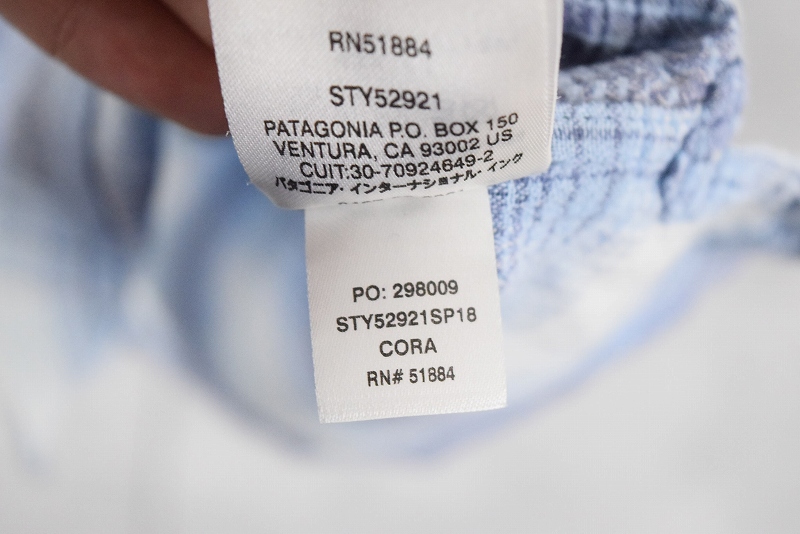 RN51884
STY52921
PATAGONIA P.O. BOX 150
VENTURA, CA 93002 US
CUIT:30-70924649-2
パタゴニア・インターナショナル・インク
PO: 298009
STY52921SP18
CORA
RN# 51884